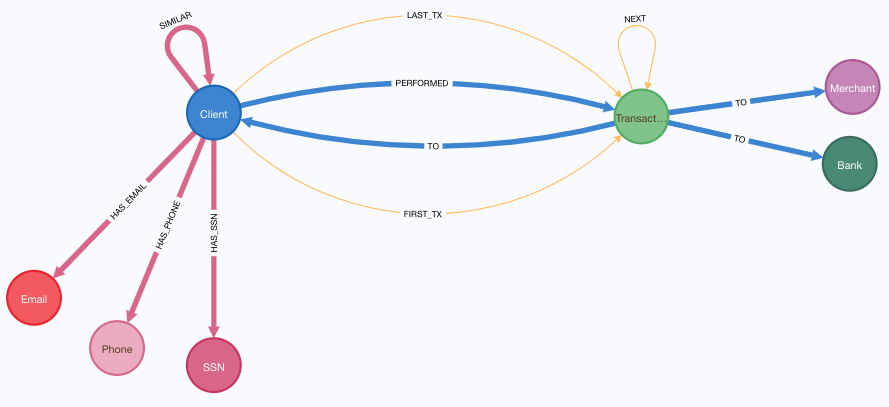 SIMILAR
LAST_TX
NEXT
PERFORMED
Merchant
TO
Client
Transact...
TO
TO
Bank
HAS_EMAIL
HAS_PHONE
HAS_SSN
FIRST_TX
Email
Phone
SSN